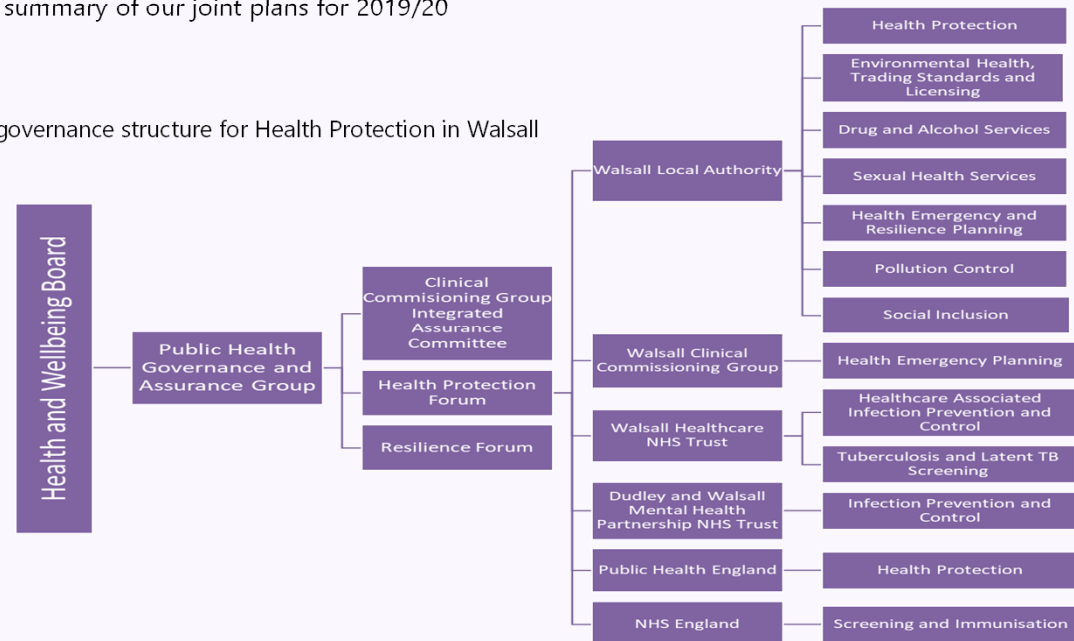 summary of our joint plans for 2019/20
governance structure for Health Protection in Walsall
Health and Wellbeing Board
Public Health
Governance and
Assurance Group
Clinical
Commisioning Group
Integrated
Assurance
Committee
Health Protection
Forum
Resilience Forum
Walsall Local Authority
Health Protection
Environmental Health,
Trading Standards and
Licensing
Drug and Alcohol Services
Sexual Health Services
Health Emergency and
Resilience Planning
Pollution Control
Social Inclusion
Walsall Clinical
Commissioning Group
Health Emergency Planning
Walsall Healthcare
NHS Trust
Healthcare Associated
Infection Prevention and
Control
Tuberculosis and Latent TB
Screening
Dudley and Walsall
Mental Health
Partnership NHS Trust
Infection Prevention and
Control
Public Health England
Health Protection
NHS England
Screening and Immunisation